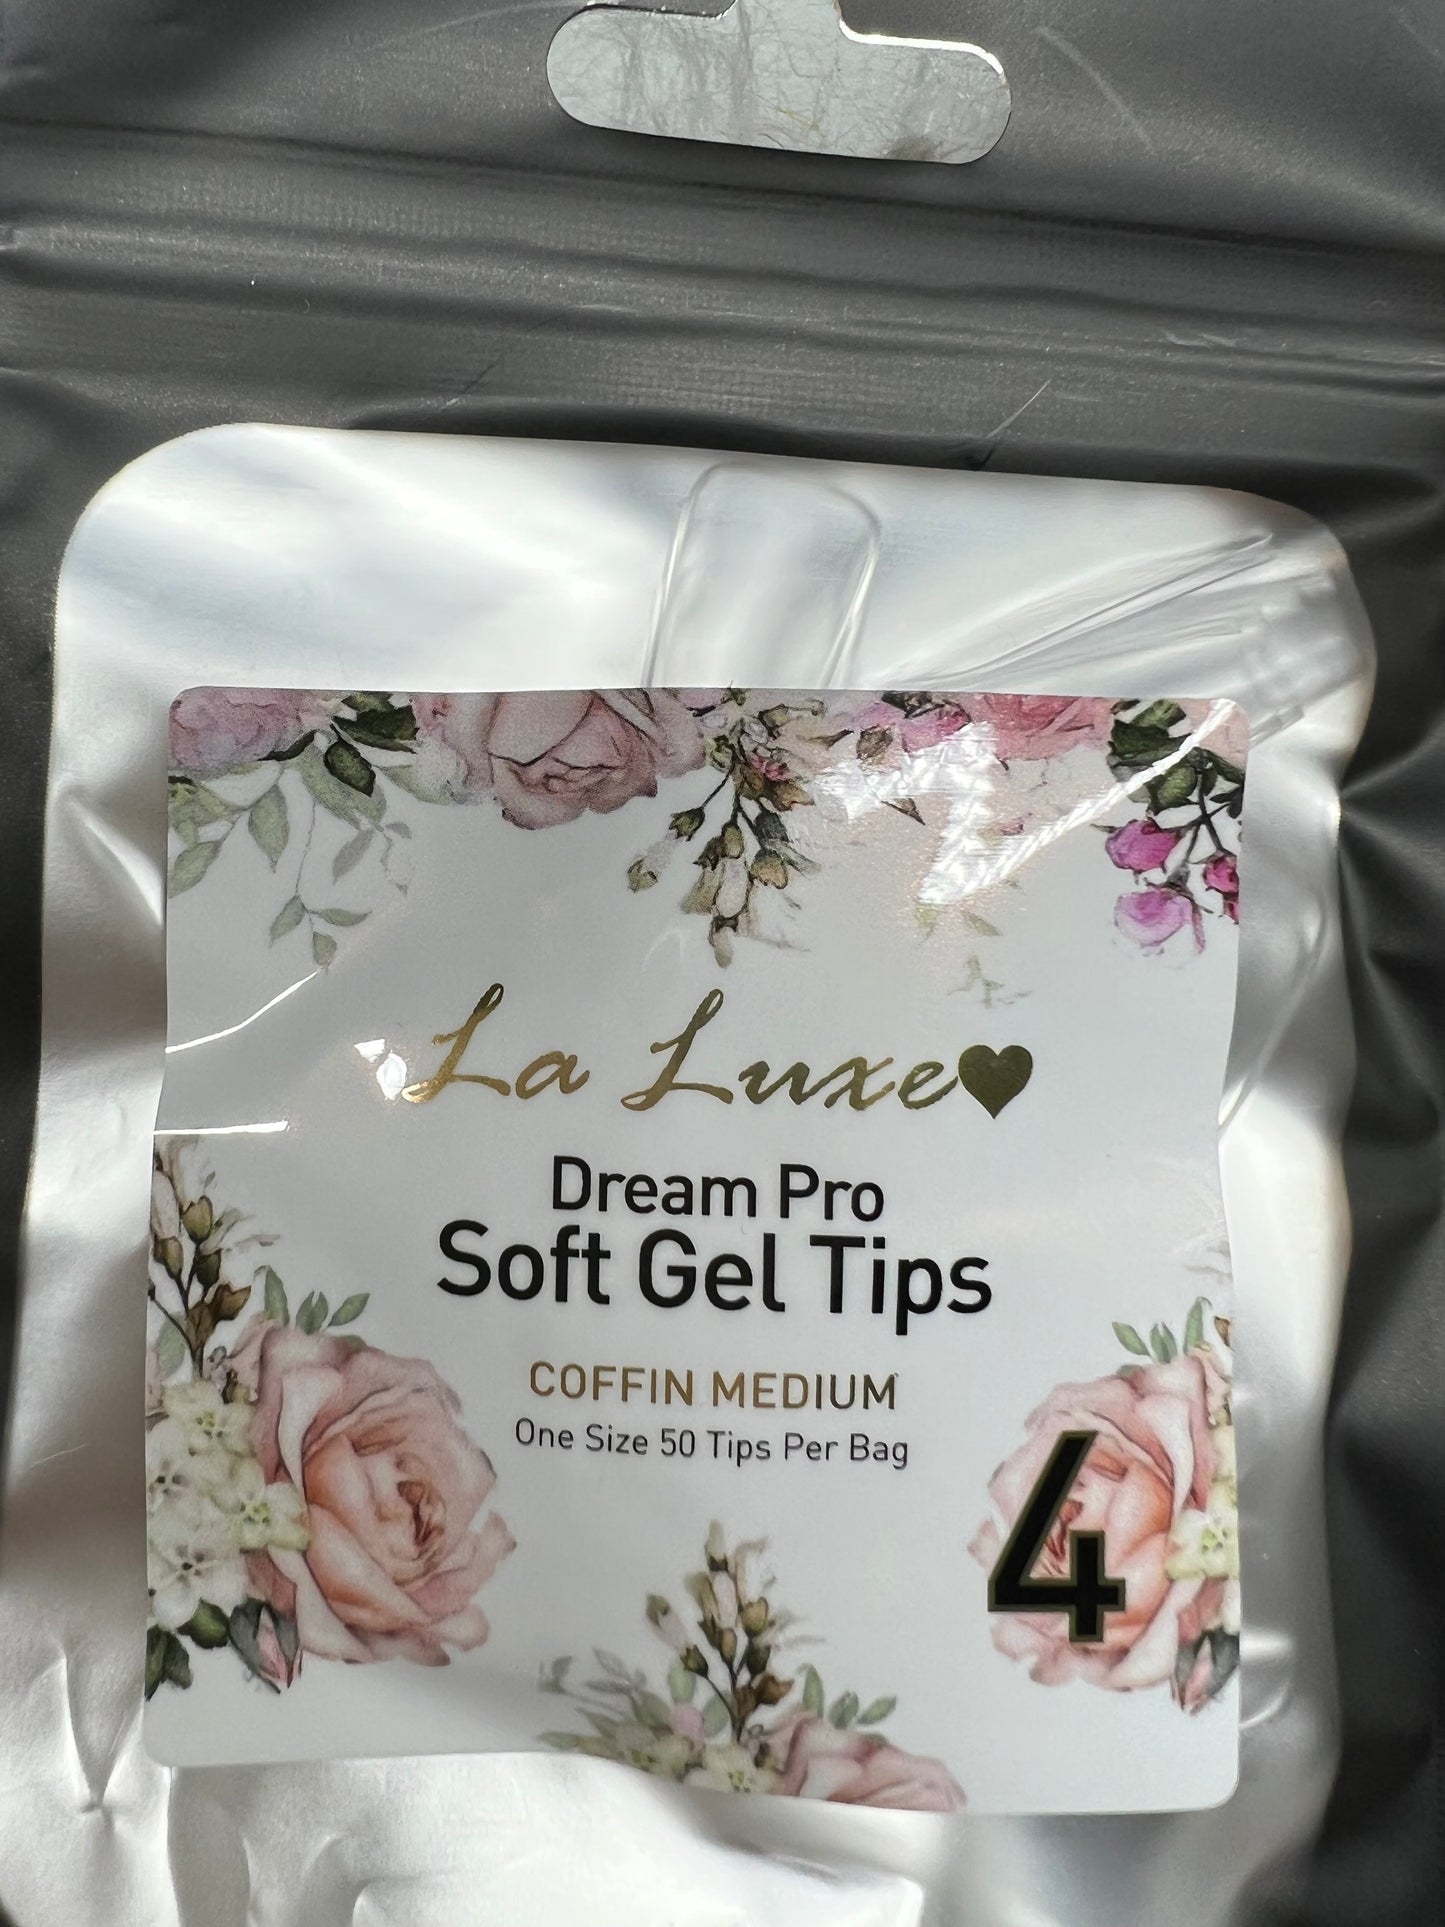 La Luxe
Dream Pro
Soft Gel Tips
COFFIN MEDIUM
One Size 50 Tips Per Bag
4